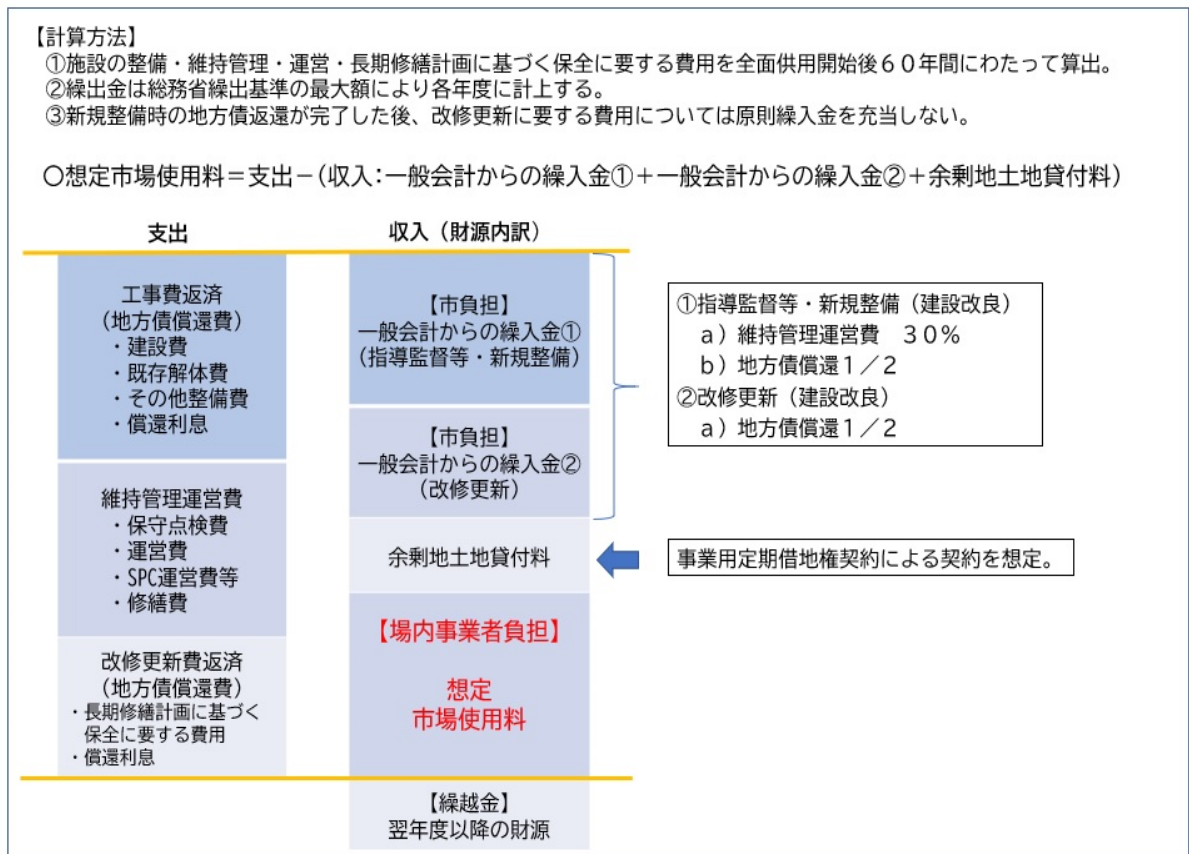 【計算方法】
①施設の整備・維持管理・運営・長期修繕計画に基づく保全に要する費用を全面供用開始後６０年間にわたって算出。
②繰出金は総務省繰出基準の最大額により各年度に計上する。
③新規整備時の地方債返還が完了した後、改修更新に要する費用については原則繰入金を充当しない。
〇想定市場使用料＝支出－（収入：一般会計からの繰入金①＋一般会計からの繰入金②＋余剰地土地貸付料）
支出
工事費返済
（地方債償還費）
・建設費
・既存解体費
・その他整備費
・償還利息
維持管理運営費
・保守点検費
・運営費
・SPC運営費等
・修繕費
改修更新費返済
（地方債償還費）
・長期修繕計画に基づく
保全に要する費用
・償還利息
収入（財源内訳）
【市負担】
一般会計からの繰入金①
（指導監督等・新規整備）
【市負担】
一般会計からの繰入金②
（改修更新）
余剰地土地貸付料
【場内事業者負担】
想定
市場使用料
【繰越金】
翌年度以降の財源
①指導監督等・新規整備（建設改良）
ａ）維持管理運営費　３０％
ｂ）地方債償還１／２
②改修更新（建設改良）
ａ）地方債償還１／２
事業用定期借地権契約による契約を想定。